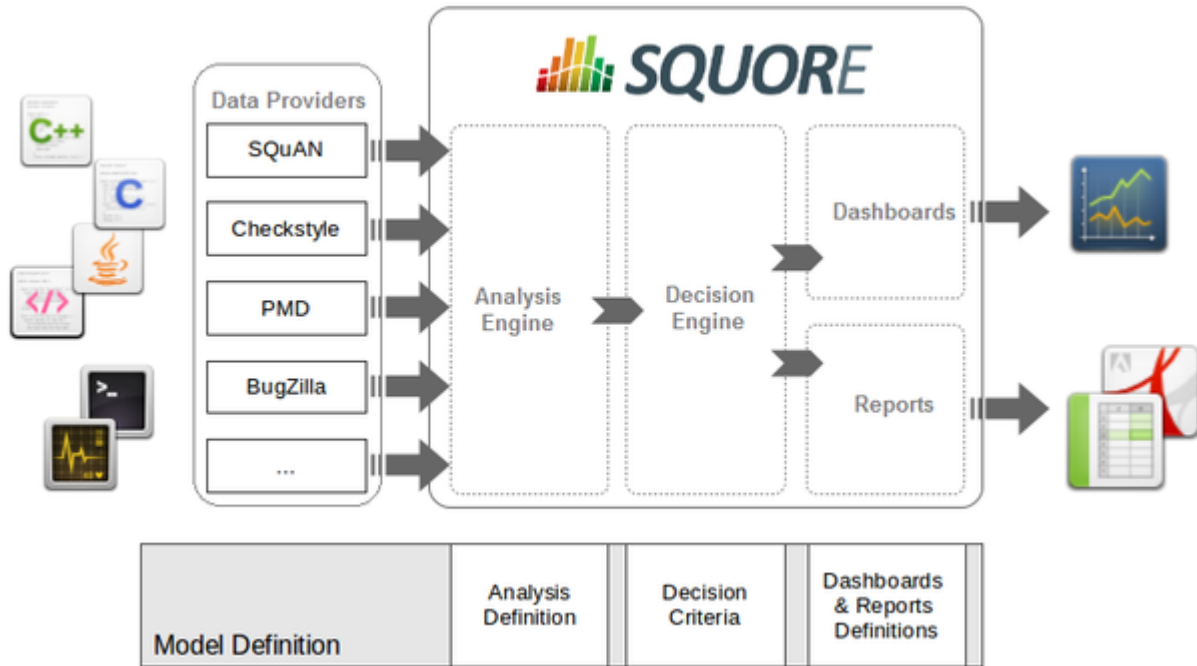 SQUORE
Data Providers
C++
C
</>
>_
SQuAN
Checkstyle
PMD
BugZilla
...
Analysis
Engine
Decision
Engine
Dashboards
Reports
Model Definition
Analysis
Definition
Decision
Criteria
Dashboards
& Reports
Definitions